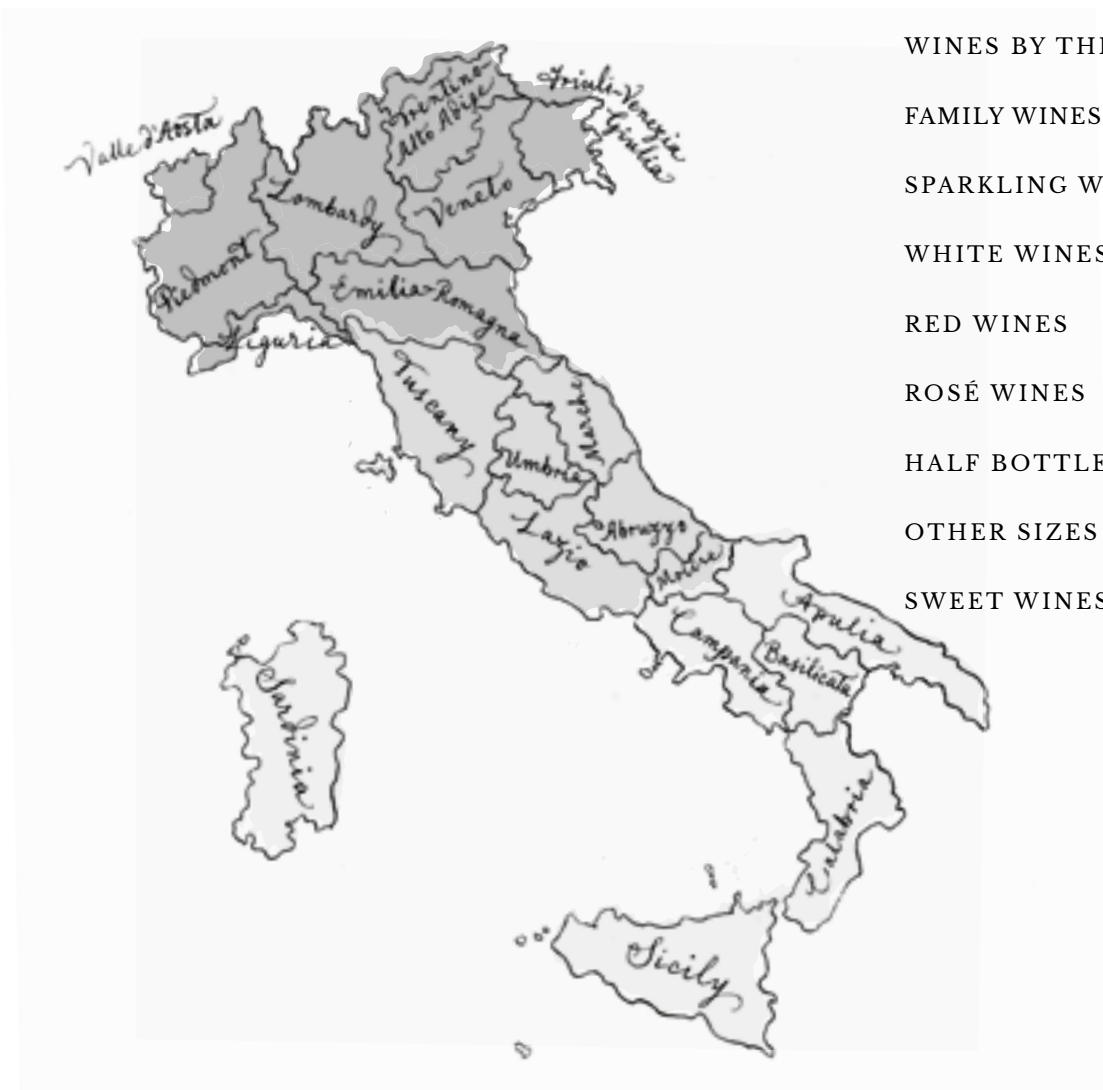 WINES BY THE
FAMILY WINES
SPARKLING W
WHITE WINES
RED WINES
ROSÉ WINES
HALF BOTTLE
OTHER SIZES
SWEET WINES
Valle d'Aosta
Piedmont
Liguria
Lombardy
Trentino-
Alto Adige
Veneto
Friuli-Venezia
Giulia
Emilia-Romagna
Tuscany
Marche
Umbria
Lazio
Abruzzo
Molise
Campania
Apulia
Basilicata
Calabria
Sardinia
Sicily